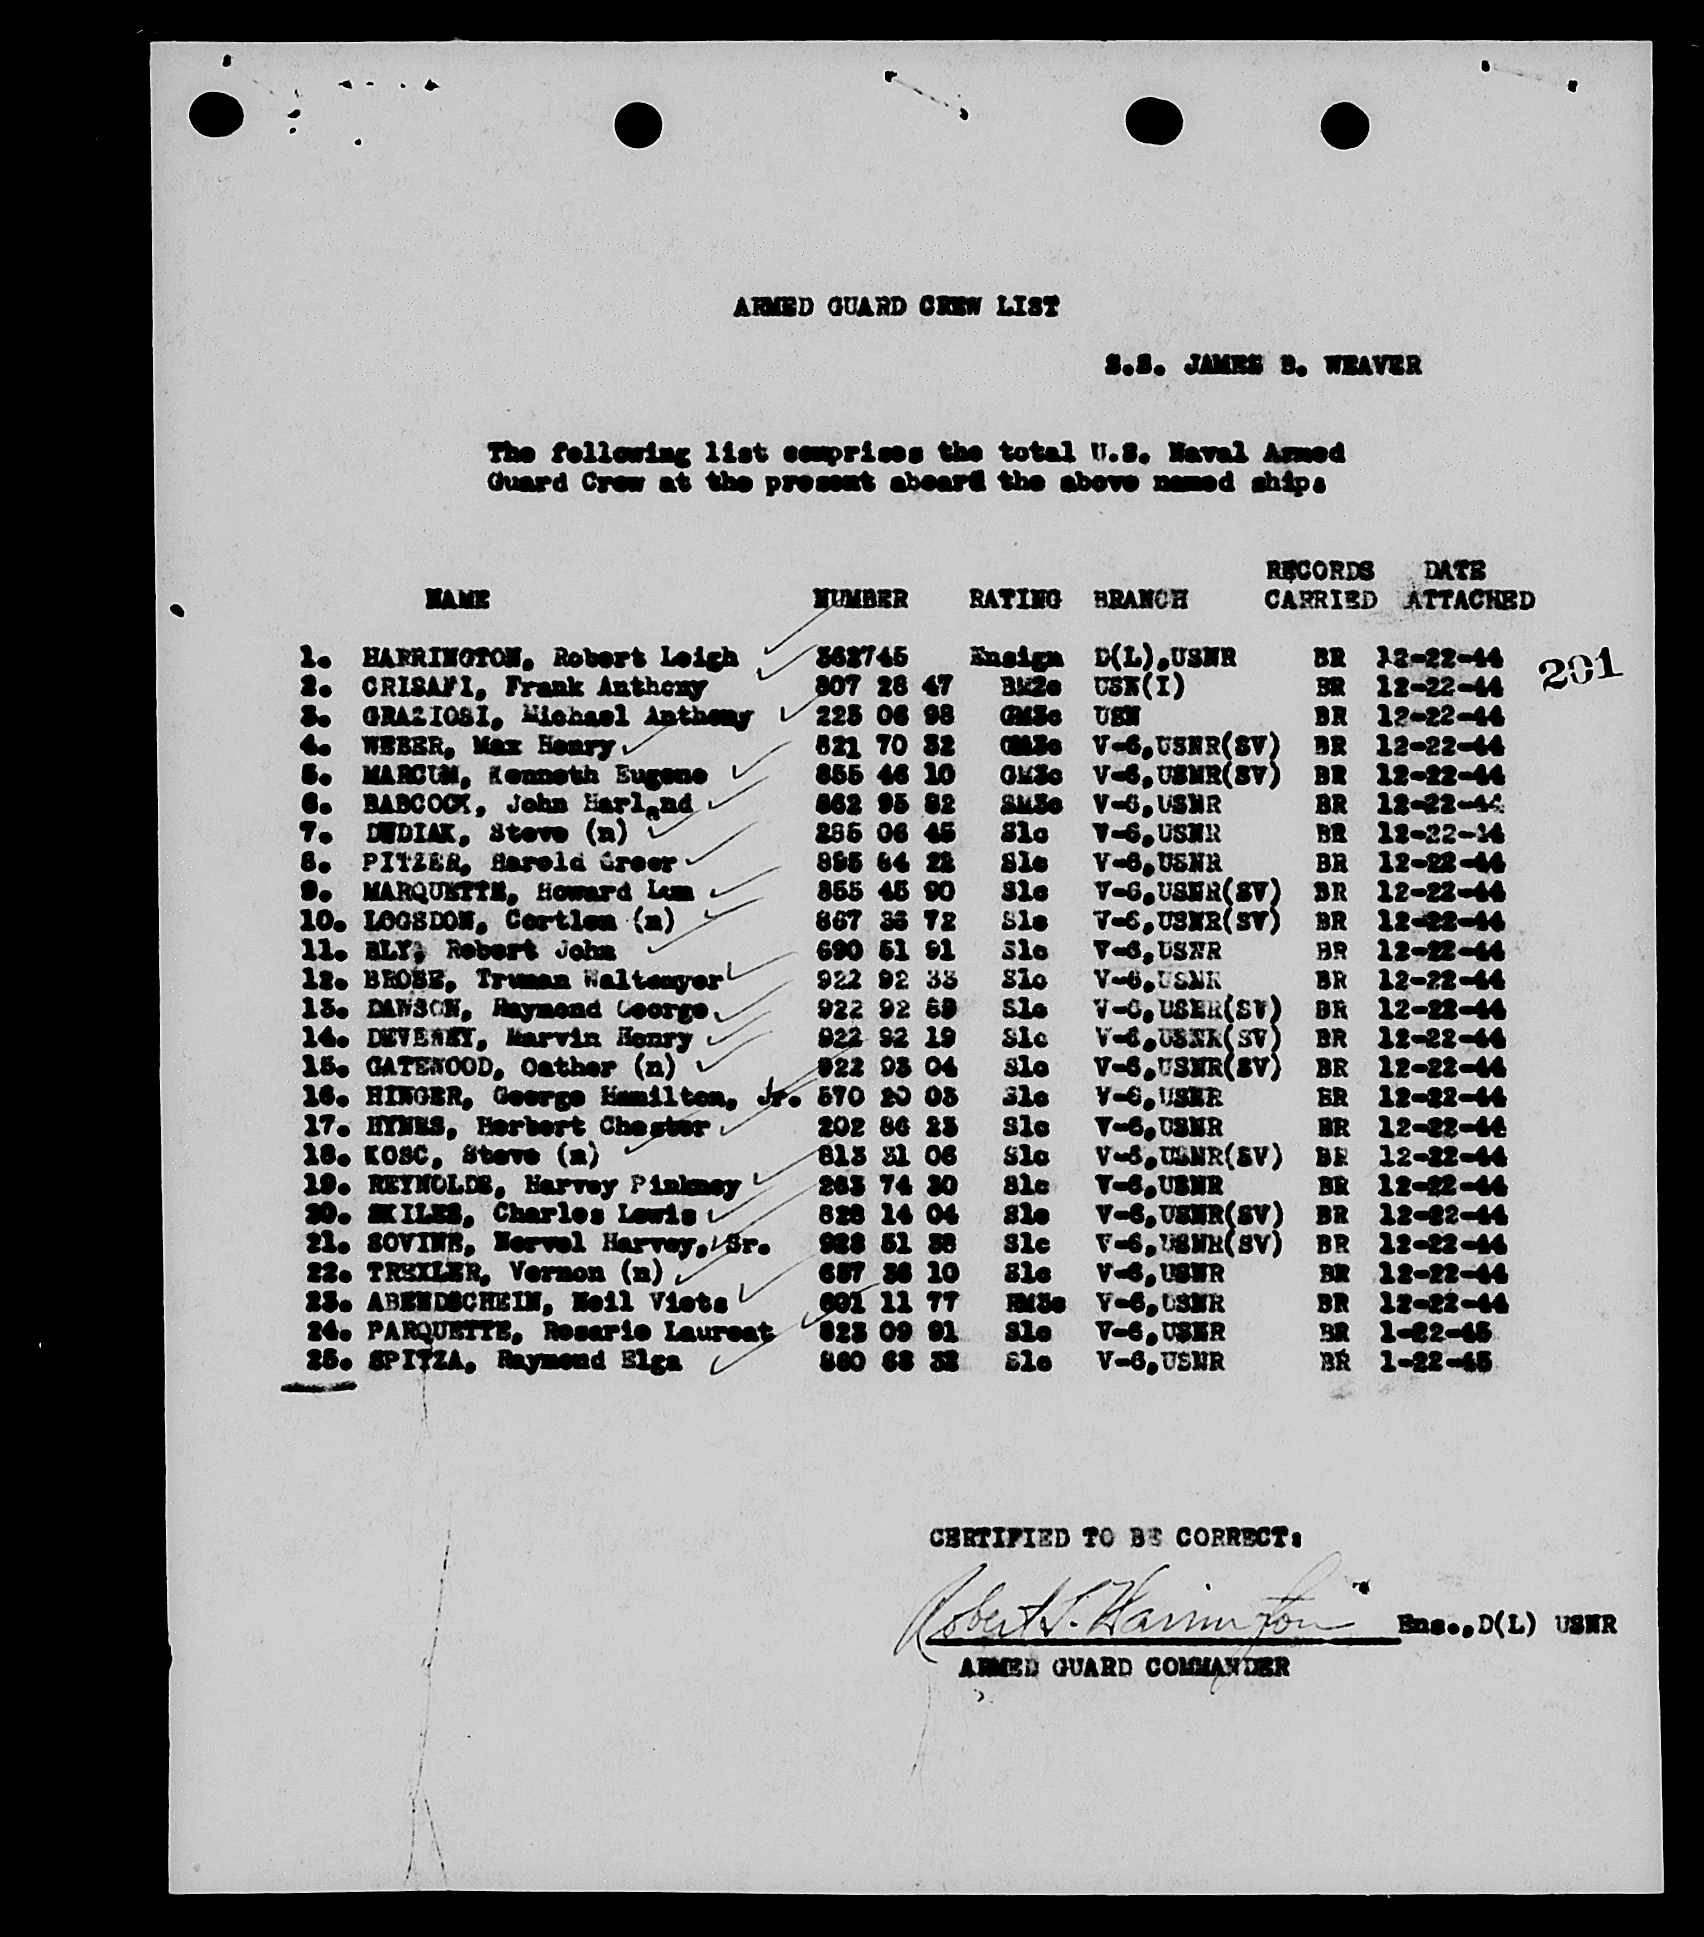 ARMED GUARD CREW LIST
S.S. JAMES B. WEAVER
The following list comprises the total U.S. Naval Armed
Guard Crew at the present aboard the above named ship:
RECORDS DATE
NAME NUMBER RATING BRANCH CARRIED ATTACHED
1. HARRINGTON, Robert Leigh 362745 Ensign D(L),USNR BR 12-22-44
201
2. CRISAFI, Frank Anthony 807 28 47 BM2c USN(I) BR 12-22-44
3. GRAZIOSI, Michael Anthony 223 06 98 GM3c USN BR 12-22-44
4. WEBER, Max Henry 821 70 32 GM3c V-6,USNR(SV) BR 12-22-44
5. MARCUM, Kenneth Eugene 855 46 10 GM3c V-6,USNR(SV) BR 12-22-44
6. BABCOCK, John Harland 862 95 82 SM3c V-6,USNR BR 12-22-44
7. DUDIAK, Steve (n) 285 06 45 S1c V-6,USNR BR 12-22-44
8. PITZER, Harold Greer 895 64 22 S1c V-6,USNR BR 12-22-44
9. MARQUETTE, Howard Lum 855 45 90 S1c V-6,USNR(SV) BR 12-22-44
10. LOGSDON, Cortlen (n) 867 36 72 S1c V-6,USNR(SV) BR 12-22-44
11. BLY, Robert John 690 51 91 S1c V-6,USNR BR 12-22-44
12. BROSE, Truman Waltemyer 922 92 33 S1c V-6,USNR BR 12-22-44
13. DAWSON, Raymond George 922 92 89 S1c V-6,USNR(SV) BR 12-22-44
14. DEVENEY, Marvin Henry 922 92 19 S1c V-6,USNR(SV) BR 12-22-44
15. GATEWOOD, Oather (n) 922 93 04 S1c V-6,USNR(SV) BR 12-22-44
16. HINGER, George Hamilton, Jr. 570 20 03 S1c V-6,USNR BR 12-22-44
17. HYNES, Herbert Chester 202 86 23 S1c V-6,USNR BR 12-22-44
18. KOSC, Steve (n) 813 31 06 S1c V-6,USNR(SV) BR 12-22-44
19. REYNOLDS, Harvey Pinkney 263 74 30 S1c V-6,USNR BR 12-22-44
20. SKILES, Charles Lewis 828 14 04 S1c V-6,USNR(SV) BR 12-22-44
21. SOVINE, Norvel Harvey, Sr. 928 51 38 S1c V-6,USNR(SV) BR 12-22-44
22. TREXLER, Vernon (n) 657 36 10 S1c V-6,USNR BR 12-22-44
23. ABENDSCHEIN, Neil Viets 601 11 77 RM3c V-6,USNR BR 12-22-44
24. PARQUETTE, Rosario Laureat 823 09 91 S1c V-6,USNR BR 1-22-45
25. SPITZA, Raymond Elga 860 68 32 S1c V-6,USNR BR 1-22-45
CERTIFIED TO BE CORRECT:
Robert L. Harrington Ens.,D(L) USNR
ARMED GUARD COMMANDER